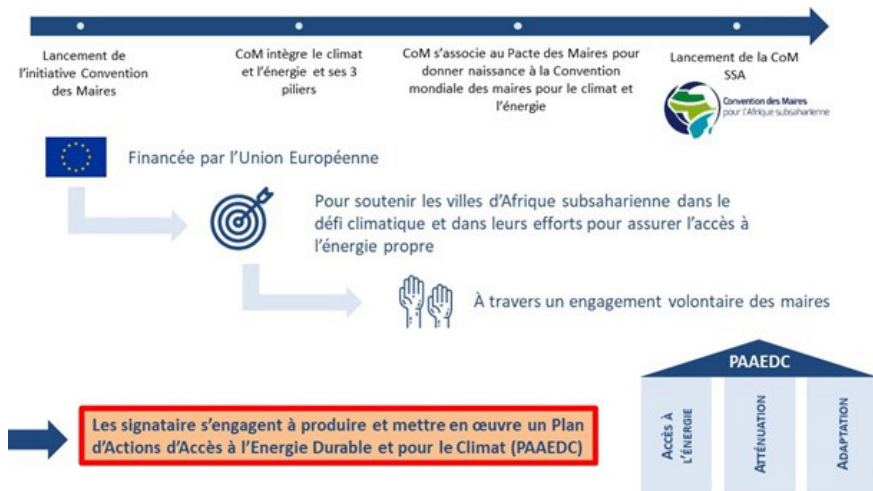 Lancement de
l'initiative Convention
des Maires
CoM intègre le climat
et l'énergie et ses 3
piliers
CoM s'associe au Pacte des Maires pour
donner naissance à la Convention
mondiale des maires pour le climat et
l'énergie
Lancement de la CoM
SSA
Convention des Maires
pour l'Afrique subsaharienne
Financée par l'Union Européenne
Pour soutenir les villes d'Afrique subsaharienne dans le
défi climatique et dans leurs efforts pour assurer l'accès à
l'énergie propre
À travers un engagement volontaire des maires
PAAEDC
Les signataire s'engagent à produire et mettre en œuvre un Plan
d'Actions d'Accès à l'Energie Durable et pour le Climat (PAAEDC)
ACCÈS À
L'ÉNERGIE
ATTÉNUATION
ADAPTATION